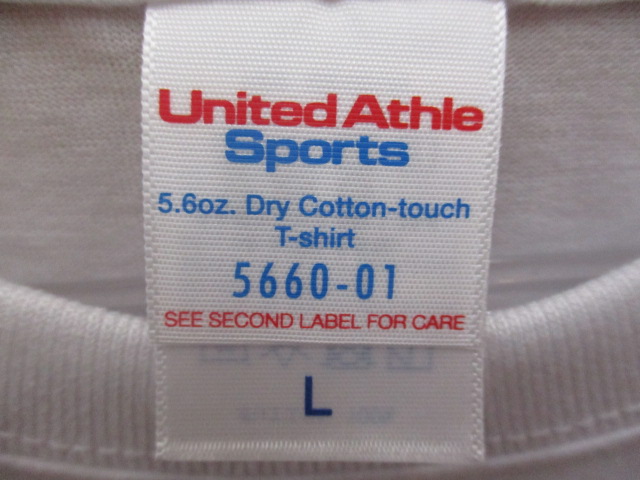 United Athle
Sports
5.6oz. Dry Cotton-touch
T-shirt
5660-01
SEE SECOND LABEL FOR CARE
L